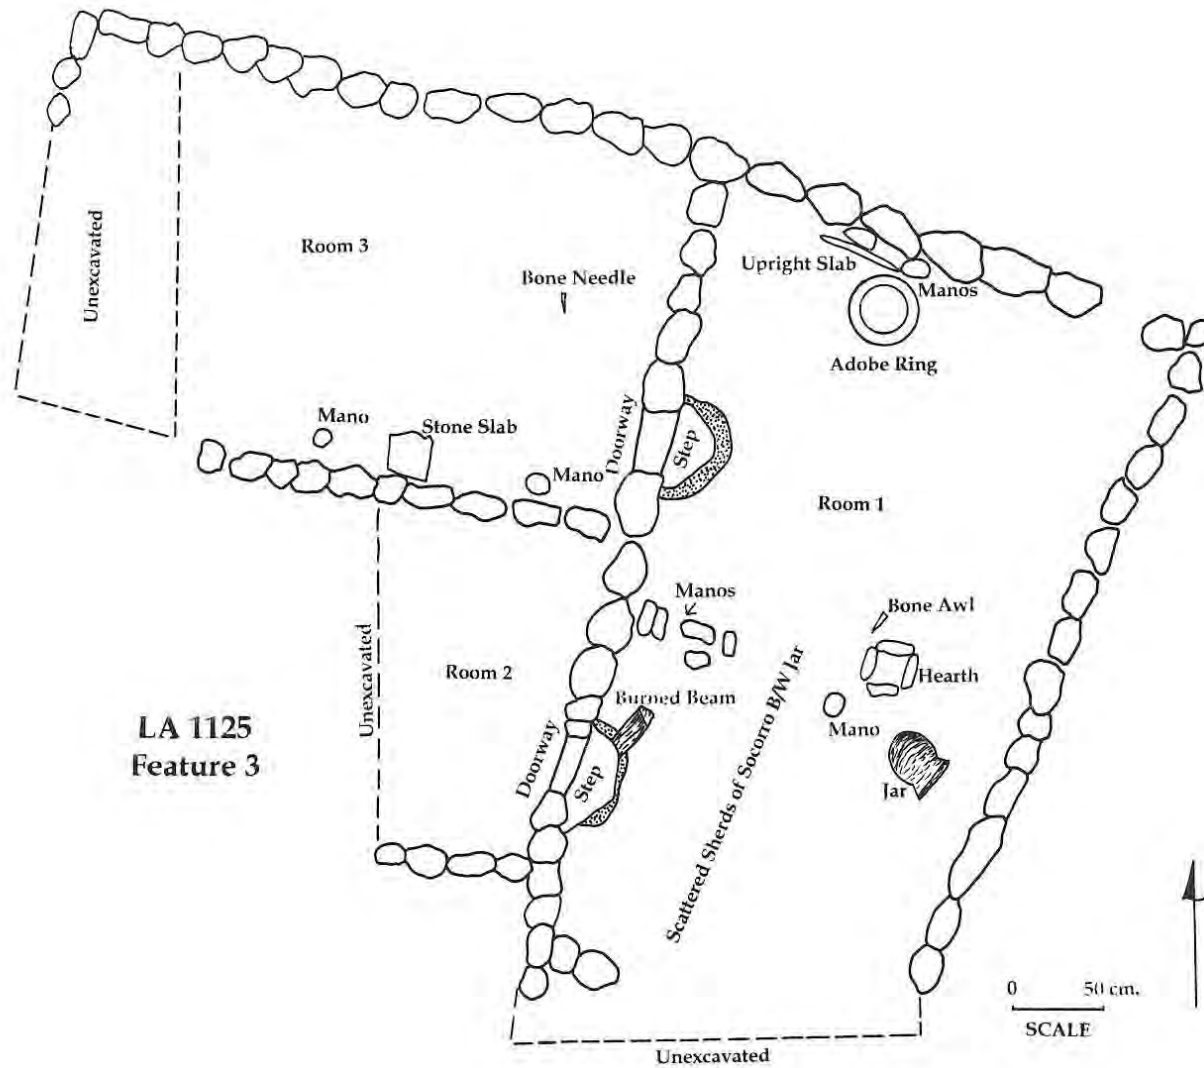 Unexcavated
Room 3
Bone Needle
Upright Slab
Manos
Adobe Ring
Mano
Stone Slab
Mano
Doorway
Step
Room 1
Manos
Bone Awl
Unexcavated
Room 2
Hearth
Burned Beam
Mano
LA 1125
Feature 3
Doorway
Step
Jar
Scattered Sherds of Socorro B/W Jar
0 50 cm.
SCALE
Unexcavated